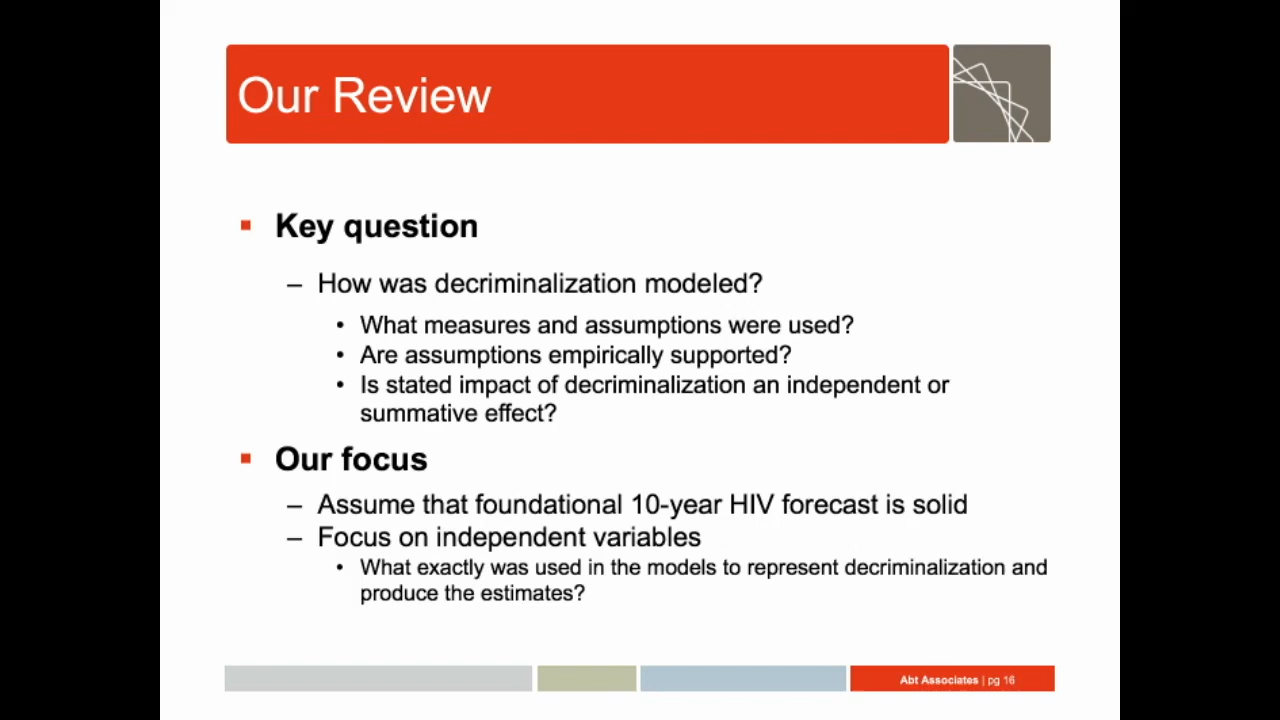 Our Review
▪ Key question
– How was decriminalization modeled?
• What measures and assumptions were used?
• Are assumptions empirically supported?
• Is stated impact of decriminalization an independent or
summative effect?
▪ Our focus
– Assume that foundational 10-year HIV forecast is solid
– Focus on independent variables
• What exactly was used in the models to represent decriminalization and
produce the estimates?
Abt Associates | pg 16